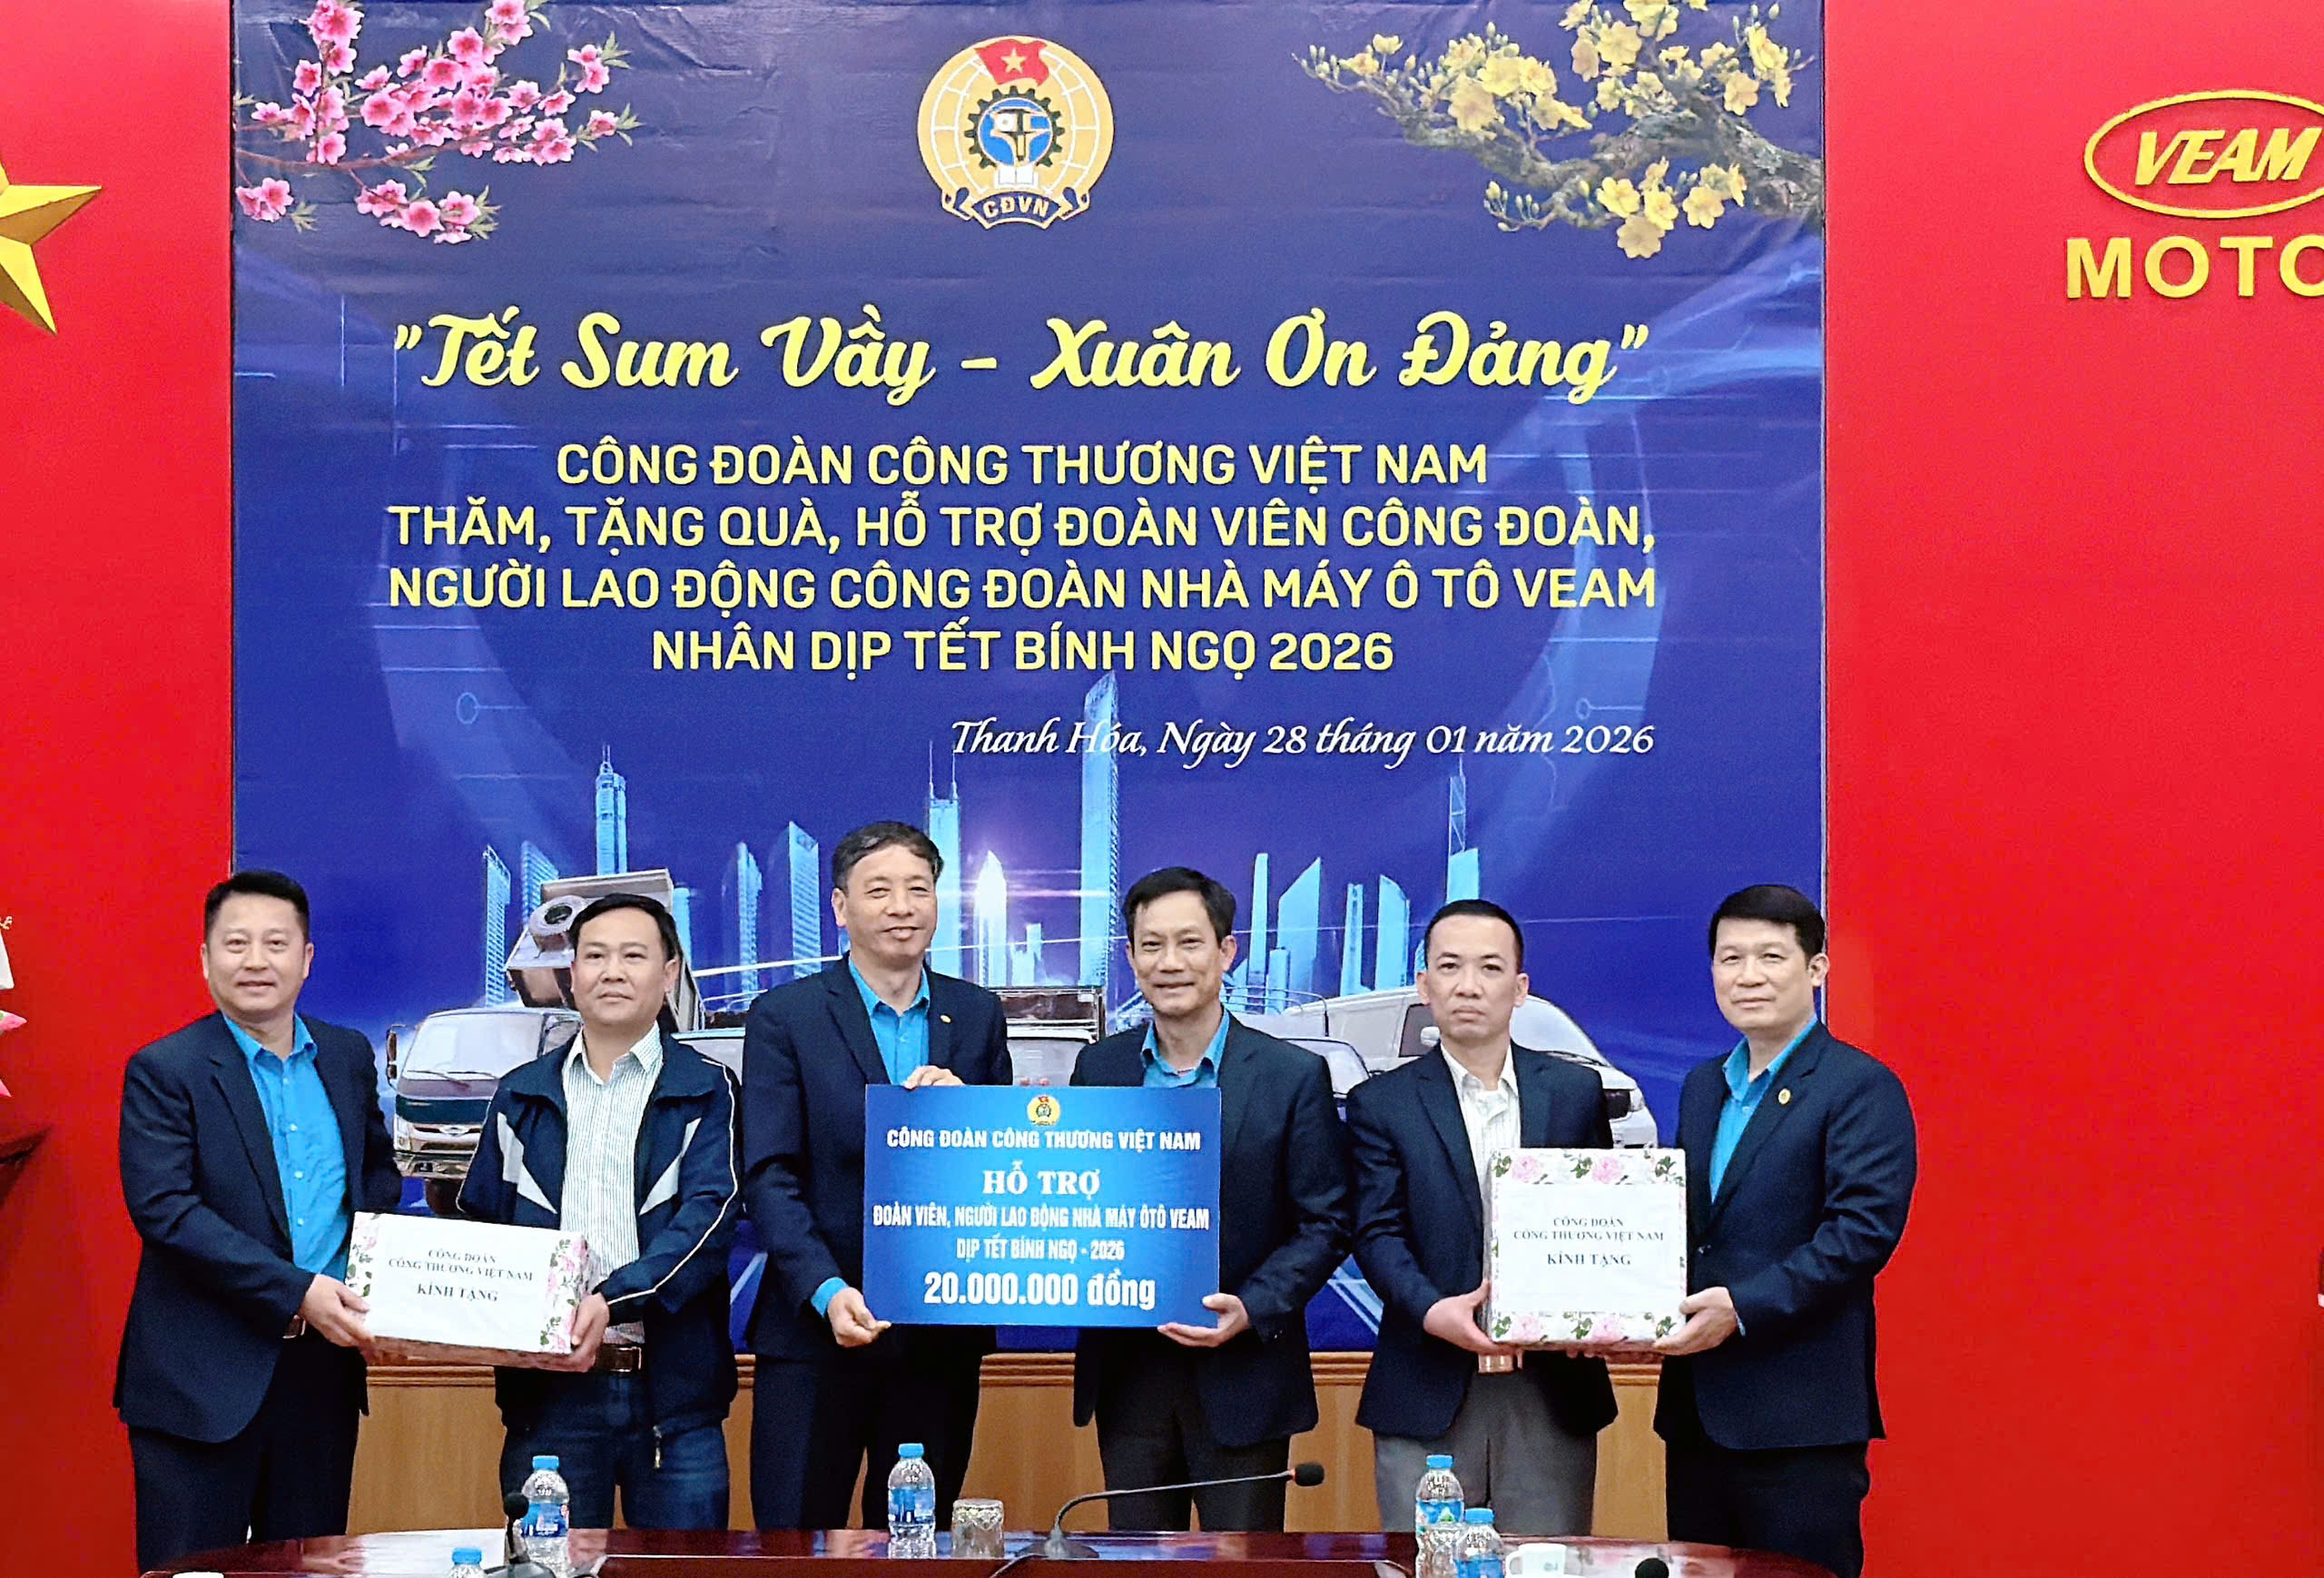 CĐVN
VEAM
MOTO
"Tết Sum Vầy - Xuân Ơn Đảng"
CÔNG ĐOÀN CÔNG THƯƠNG VIỆT NAM
THĂM, TẶNG QUÀ, HỖ TRỢ ĐOÀN VIÊN CÔNG ĐOÀN,
NGƯỜI LAO ĐỘNG CÔNG ĐOÀN NHÀ MÁY Ô TÔ VEAM
NHÂN DỊP TẾT BÍNH NGỌ 2026
Thanh Hóa, Ngày 28 tháng 01 năm 2026
CÔNG ĐOÀN CÔNG THƯƠNG VIỆT NAM
HỖ TRỢ
ĐOÀN VIÊN, NGƯỜI LAO ĐỘNG NHÀ MÁY ÔTÔ VEAM
DỊP TẾT BÍNH NGỌ - 2026
20.000.000 đồng
CÔNG ĐOÀN
CÔNG THƯƠNG VIỆT NAM
KÍNH TẶNG
CÔNG ĐOÀN
CÔNG THƯƠNG VIỆT NAM
KÍNH TẶNG